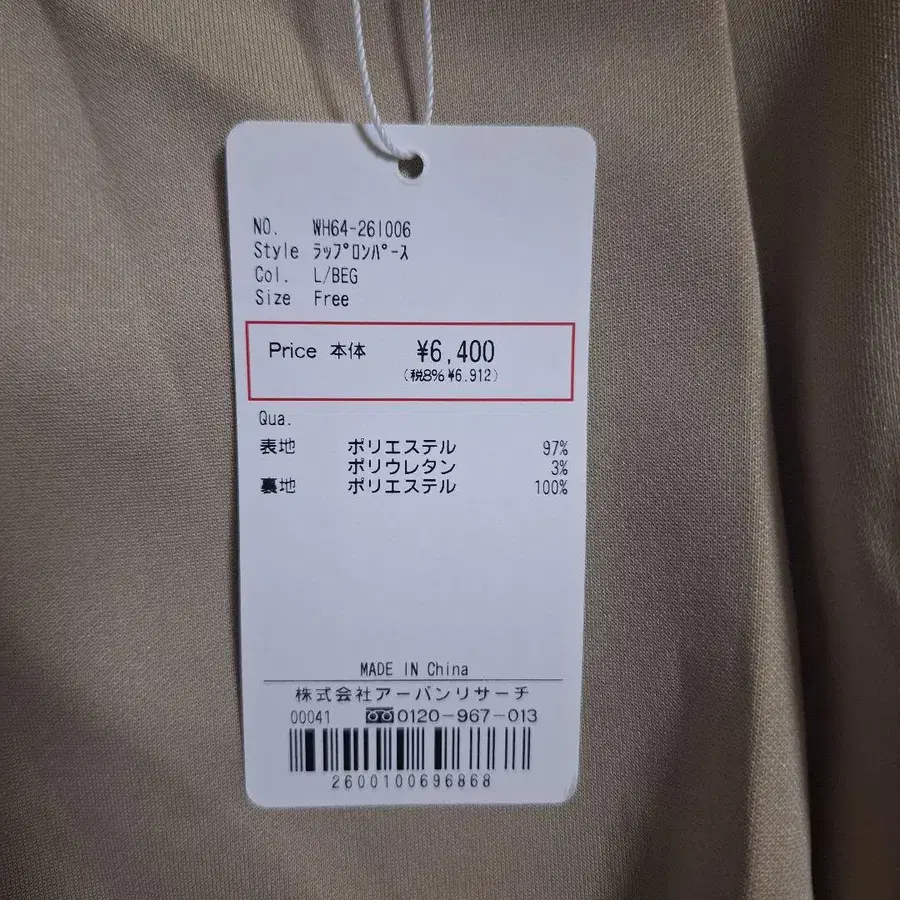 NO. WH64-261006
Style ラップロンパース
Col. L/BEG
Size Free
Price 本体 ¥6,400
(税8% ¥6.912)
Qua.
表地 ポリエステル 97%
ポリウレタン 3%
裏地 ポリエステル 100%
MADE IN China
株式会社アーバンリサーチ
00041 0120-967-013
2600100696868